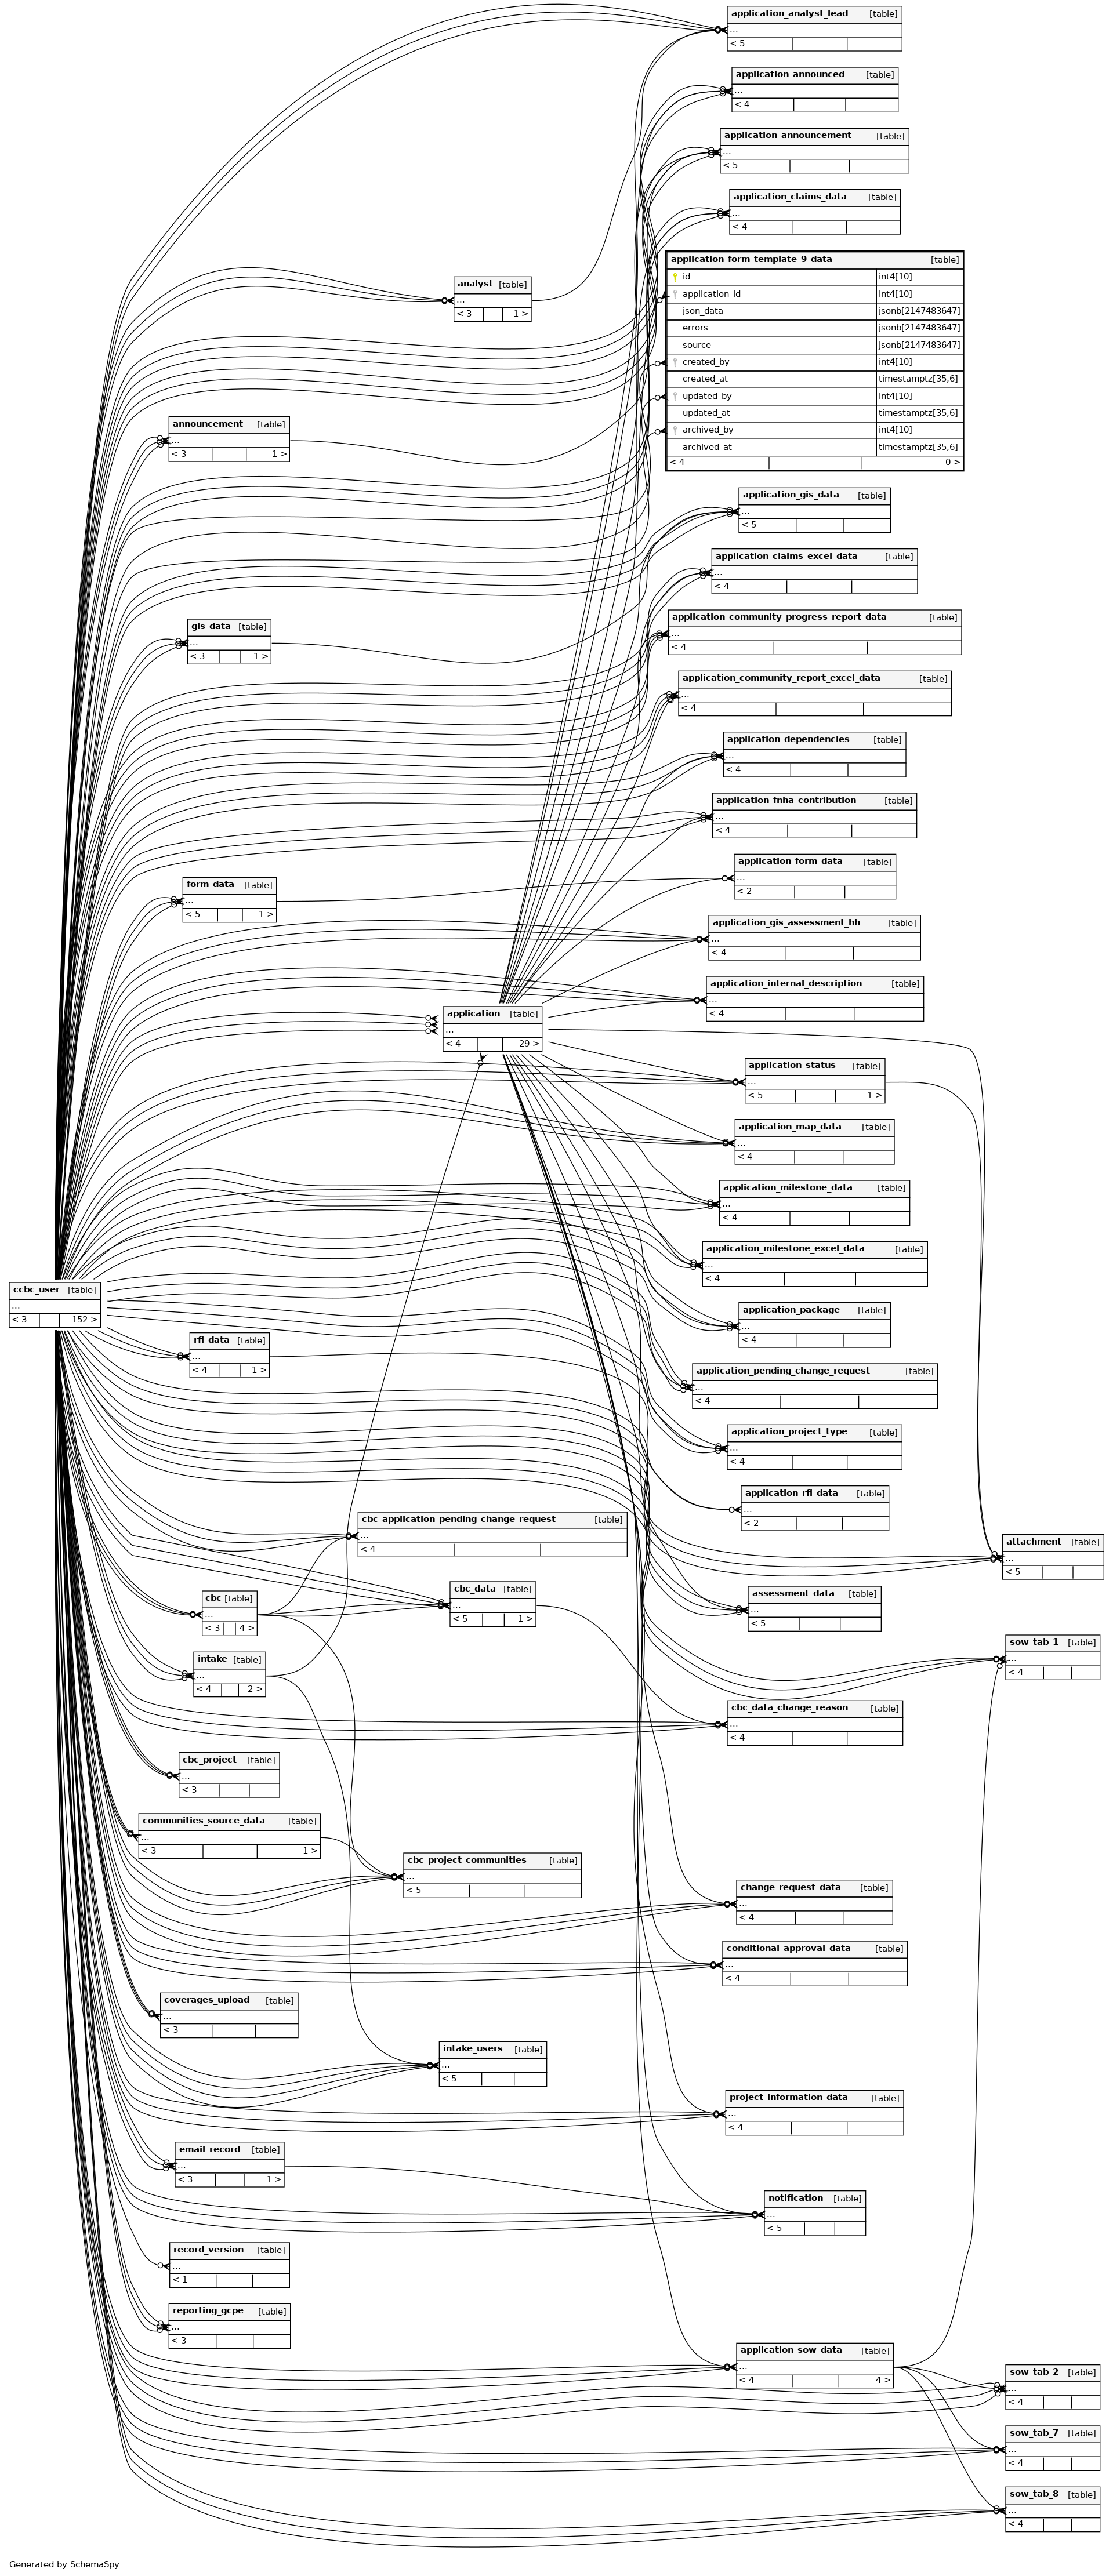 application_analyst_lead [table]
...
< 5
application_announced [table]
...
< 4
application_announcement [table]
...
< 5
application_claims_data [table]
...
< 4
application_form_template_9_data [table]
id int4[10]
application_id int4[10]
json_data jsonb[2147483647]
errors jsonb[2147483647]
source jsonb[2147483647]
created_by int4[10]
created_at timestamptz[35,6]
updated_by int4[10]
updated_at timestamptz[35,6]
archived_by int4[10]
archived_at timestamptz[35,6]
< 4 0 >
analyst [table]
...
< 3 1 >
announcement [table]
...
< 3 1 >
application_gis_data [table]
...
< 5
application_claims_excel_data [table]
...
< 4
application_community_progress_report_data [table]
...
< 4
gis_data [table]
...
< 3 1 >
application_community_report_excel_data [table]
...
< 4
application_dependencies [table]
...
< 4
application_fnha_contribution [table]
...
< 4
application_form_data [table]
...
< 2
form_data [table]
...
< 5 1 >
application_gis_assessment_hh [table]
...
< 4
application_internal_description [table]
...
< 4
application [table]
...
< 4 29 >
application_status [table]
...
< 5 1 >
application_map_data [table]
...
< 4
application_milestone_data [table]
...
< 4
application_milestone_excel_data [table]
...
< 4
ccbc_user [table]
...
< 3 152 >
application_package [table]
...
< 4
rfi_data [table]
...
< 4 1 >
application_pending_change_request [table]
...
< 4
application_project_type [table]
...
< 4
application_rfi_data [table]
...
< 2
cbc_application_pending_change_request [table]
...
< 4
attachment [table]
...
< 5
cbc_data [table]
...
< 5 1 >
assessment_data [table]
...
< 5
cbc [table]
...
< 3 4 >
sow_tab_1 [table]
...
< 4
intake [table]
...
< 4 2 >
cbc_data_change_reason [table]
...
< 4
cbc_project [table]
...
< 3
communities_source_data [table]
...
< 3 1 >
cbc_project_communities [table]
...
< 5
change_request_data [table]
...
< 4
conditional_approval_data [table]
...
< 4
coverages_upload [table]
...
< 3
intake_users [table]
...
< 5
project_information_data [table]
...
< 4
email_record [table]
...
< 3 1 >
notification [table]
...
< 5
record_version [table]
...
< 1
reporting_gcpe [table]
...
< 3
application_sow_data [table]
...
< 4 4 >
sow_tab_2 [table]
...
< 4
sow_tab_7 [table]
...
< 4
sow_tab_8 [table]
...
< 4
Generated by SchemaSpy